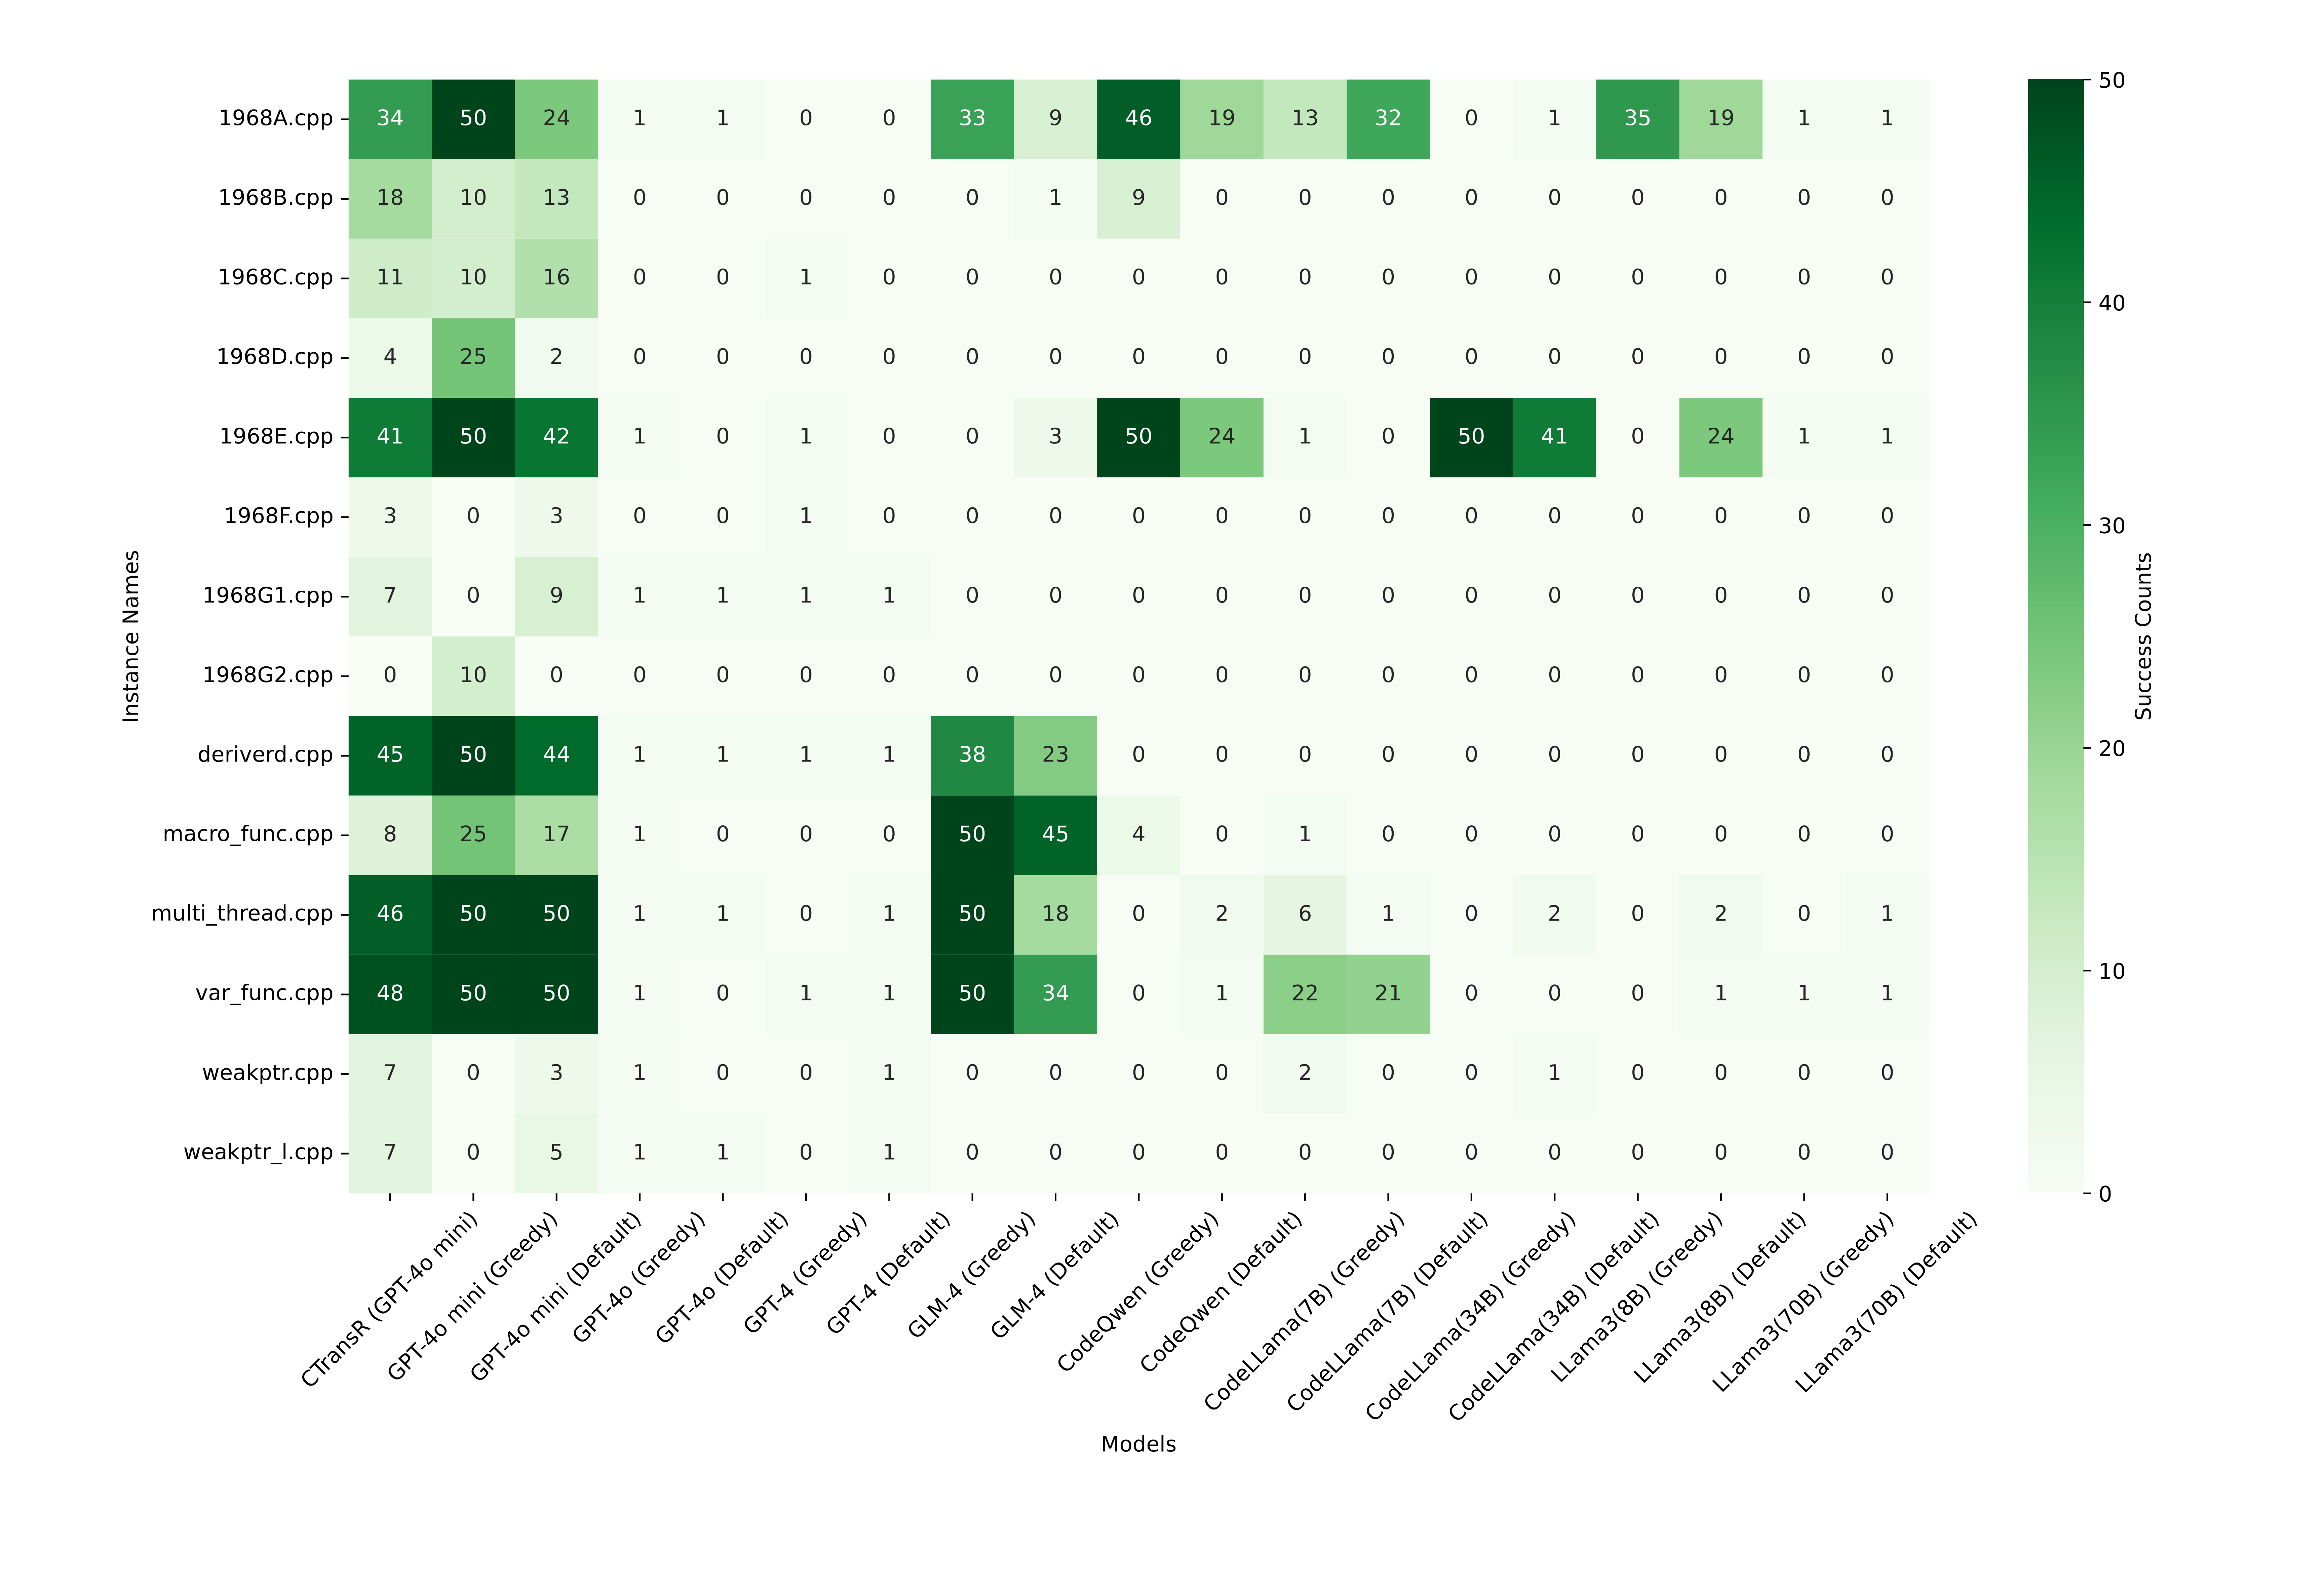 1968A.cpp 34 50 24 1 1 0 0 33 9 46 19 13 32 0 1 35 19 1 1
1968B.cpp 18 10 13 0 0 0 0 0 1 9 0 0 0 0 0 0 0 0 0
1968C.cpp 11 10 16 0 0 1 0 0 0 0 0 0 0 0 0 0 0 0 0
1968D.cpp 4 25 2 0 0 0 0 0 0 0 0 0 0 0 0 0 0 0 0
1968E.cpp 41 50 42 1 0 1 0 0 3 50 24 1 0 50 41 0 24 1 1
1968F.cpp 3 0 3 0 0 1 0 0 0 0 0 0 0 0 0 0 0 0 0
1968G1.cpp 7 0 9 1 1 1 1 0 0 0 0 0 0 0 0 0 0 0 0
1968G2.cpp 0 10 0 0 0 0 0 0 0 0 0 0 0 0 0 0 0 0 0
deriverd.cpp 45 50 44 1 1 1 1 38 23 0 0 0 0 0 0 0 0 0 0
macro_func.cpp 8 25 17 1 0 0 0 50 45 4 0 1 0 0 0 0 0 0 0
multi_thread.cpp 46 50 50 1 1 0 1 50 18 0 2 6 1 0 2 0 2 0 1
var_func.cpp 48 50 50 1 0 1 1 50 34 0 1 22 21 0 0 0 1 1 1
weakptr.cpp 7 0 3 1 0 0 1 0 0 0 0 2 0 0 1 0 0 0 0
weakptr_l.cpp 7 0 5 1 1 0 1 0 0 0 0 0 0 0 0 0 0 0 0
Instance Names
CTransR (GPT-4o mini)
GPT-4o mini (Greedy)
GPT-4o mini (Default)
GPT-4o (Greedy)
GPT-4o (Default)
GPT-4 (Greedy)
GPT-4 (Default)
GLM-4 (Greedy)
GLM-4 (Default)
CodeQwen (Greedy)
CodeQwen (Default)
CodeLLama(7B) (Greedy)
CodeLLama(7B) (Default)
CodeLLama(34B) (Greedy)
CodeLLama(34B) (Default)
LLama3(8B) (Greedy)
LLama3(8B) (Default)
LLama3(70B) (Greedy)
LLama3(70B) (Default)
Models
50
40
30
20
10
0
Success Counts